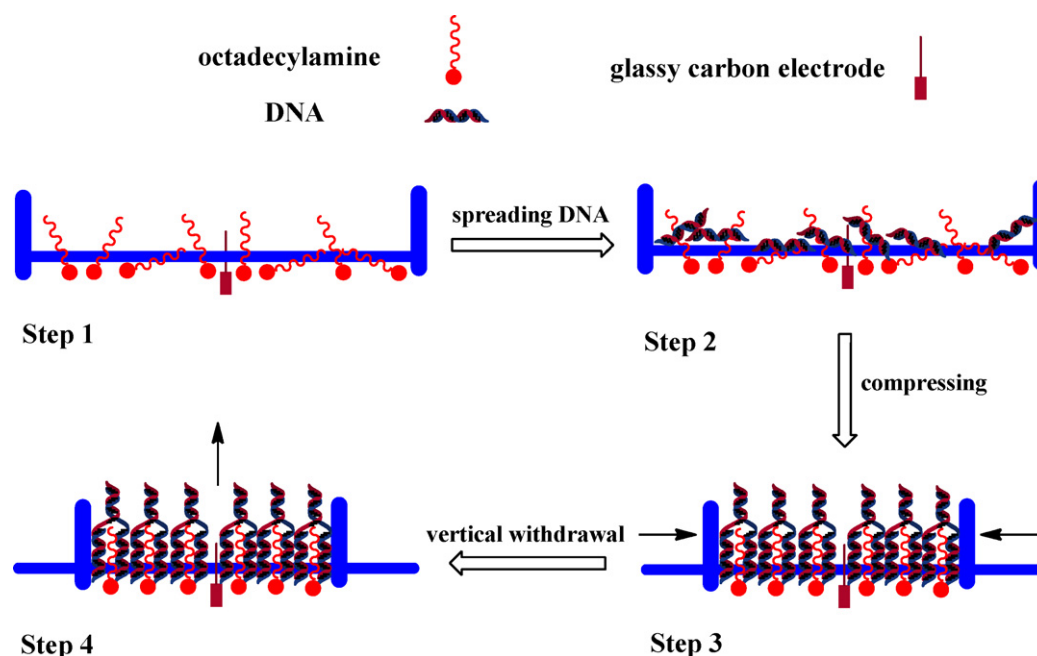 octadecylamine
glassy carbon electrode
DNA
spreading DNA
Step 1
Step 2
compressing
vertical withdrawal
Step 4
Step 3